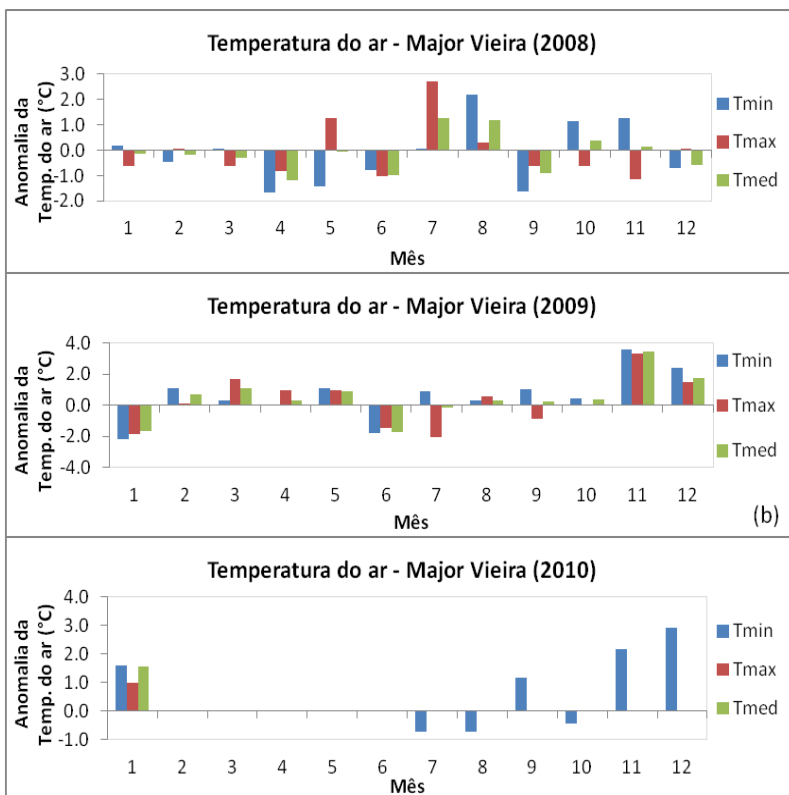 Temperatura do ar - Major Vieira (2008)
Anomalia da
Temp. do ar (°C)
3.0
2.0
1.0
0.0
-1.0
-2.0
1 2 3 4 5 6 7 8 9 10 11 12
Mês
Tmin
Tmax
Tmed
Temperatura do ar - Major Vieira (2009)
Anomalia da
Temp. do ar (°C)
4.0
2.0
0.0
-2.0
-4.0
1 2 3 4 5 6 7 8 9 10 11 12
Mês
Tmin
Tmax
Tmed
(b)
Temperatura do ar - Major Vieira (2010)
Anomalia da
Temp. do ar (°C)
4.0
3.0
2.0
1.0
0.0
-1.0
1 2 3 4 5 6 7 8 9 10 11 12
Mês
Tmin
Tmax
Tmed